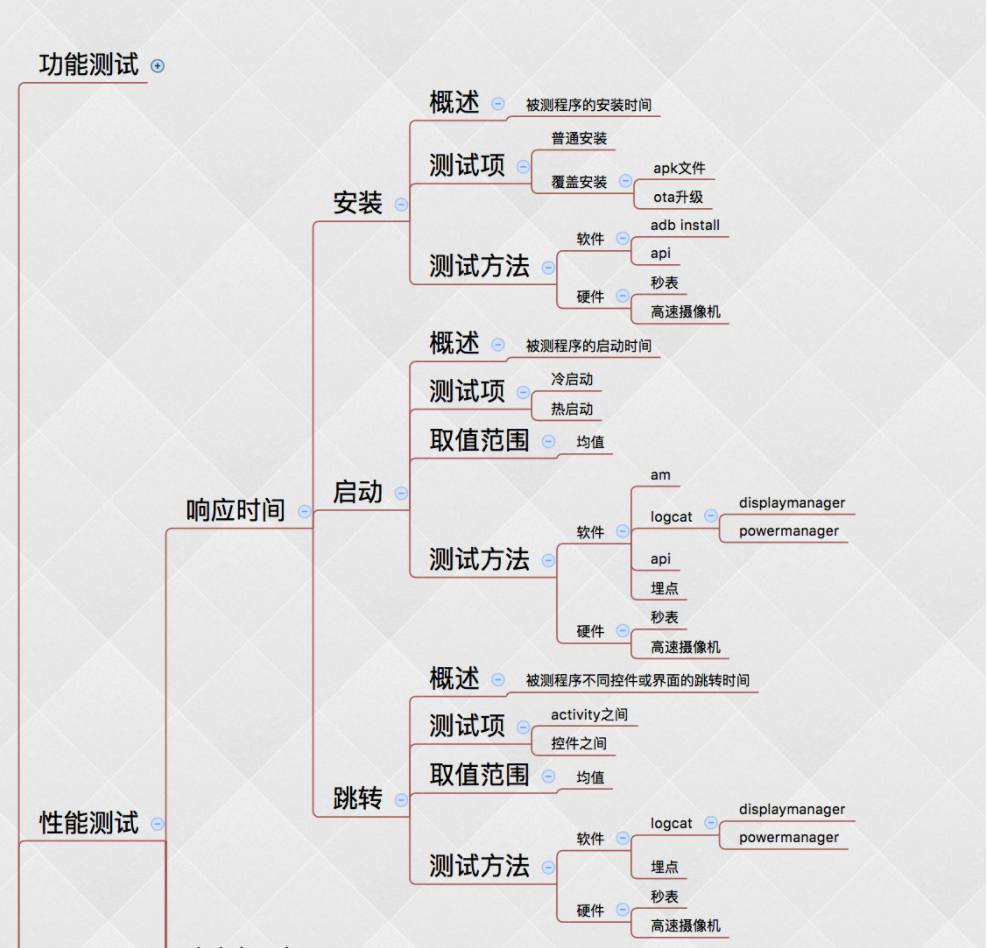 功能测试
性能测试
响应时间
安装
概述
被测程序的安装时间
测试项
普通安装
覆盖安装
apk文件
ota升级
测试方法
软件
adb install
api
硬件
秒表
高速摄像机
启动
概述
被测程序的启动时间
测试项
冷启动
热启动
取值范围
均值
测试方法
软件
am
logcat
displaymanager
powermanager
api
埋点
硬件
秒表
高速摄像机
跳转
概述
被测程序不同控件或界面的跳转时间
测试项
activity之间
控件之间
取值范围
均值
测试方法
软件
logcat
displaymanager
powermanager
埋点
硬件
秒表
高速摄像机